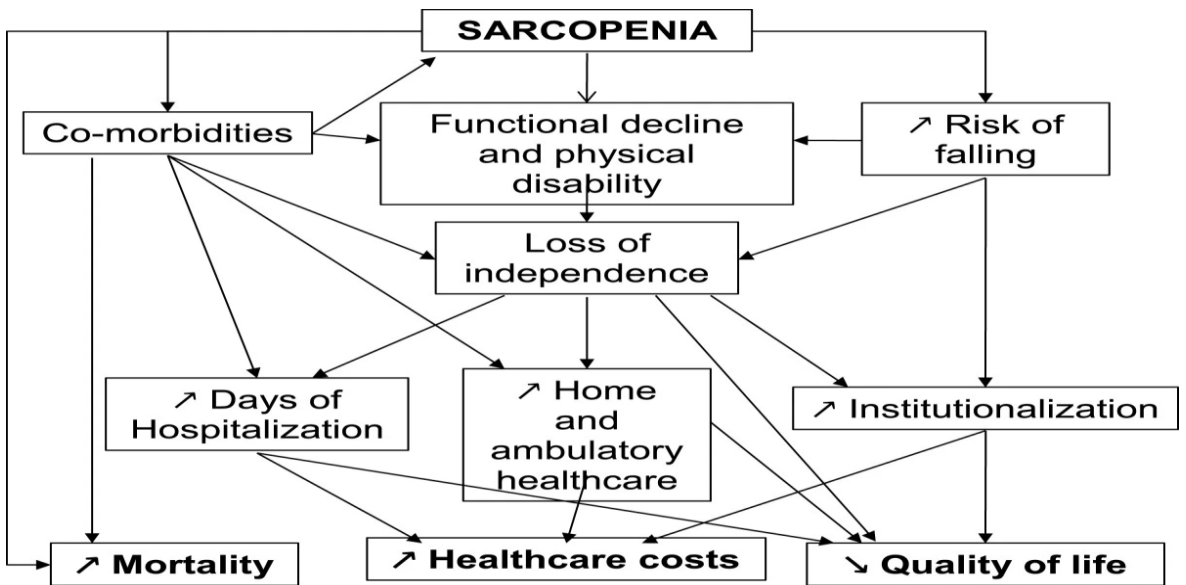 SARCOPENIA
Co-morbidities
Functional decline
and physical
disability
↗ Risk of
falling
Loss of
independence
↗ Days of
Hospitalization
↗ Home
and
ambulatory
healthcare
↗ Institutionalization
↗ Mortality
↗ Healthcare costs
↘ Quality of life